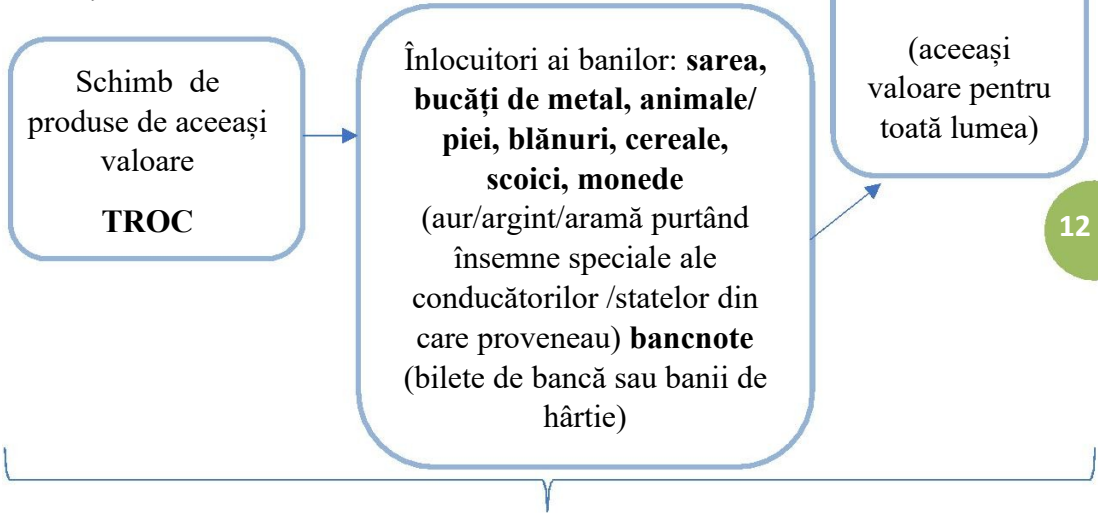 Schimb de
produse de aceeași
valoare
TROC
Înlocuitori ai banilor: sarea,
bucăți de metal, animale/
piei, blănuri, cereale,
scoici, monede
(aur/argint/aramă purtând
însemne speciale ale
conducătorilor /statelor din
care proveneau) bancnote
(bilete de bancă sau banii de
hârtie)
(aceeași
valoare pentru
toată lumea)
12